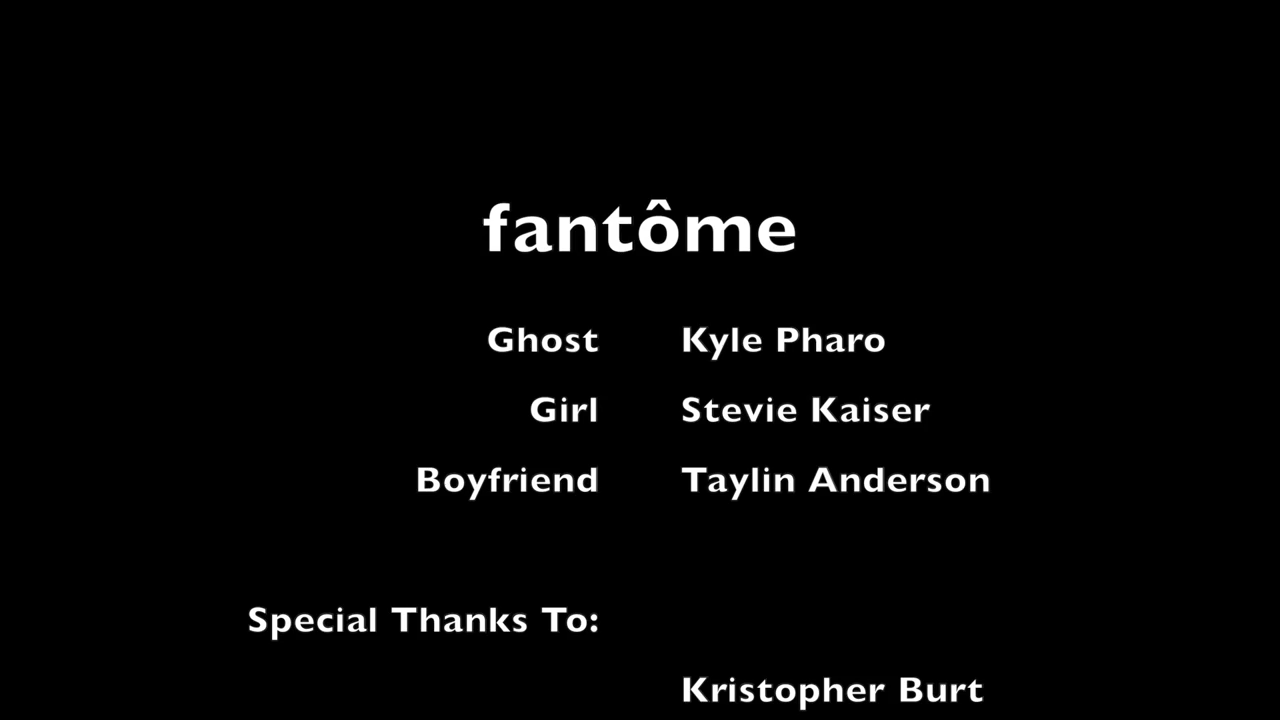 fantôme
Ghost Kyle Pharo
Girl Stevie Kaiser
Boyfriend Taylin Anderson
Special Thanks To:
Kristopher Burt